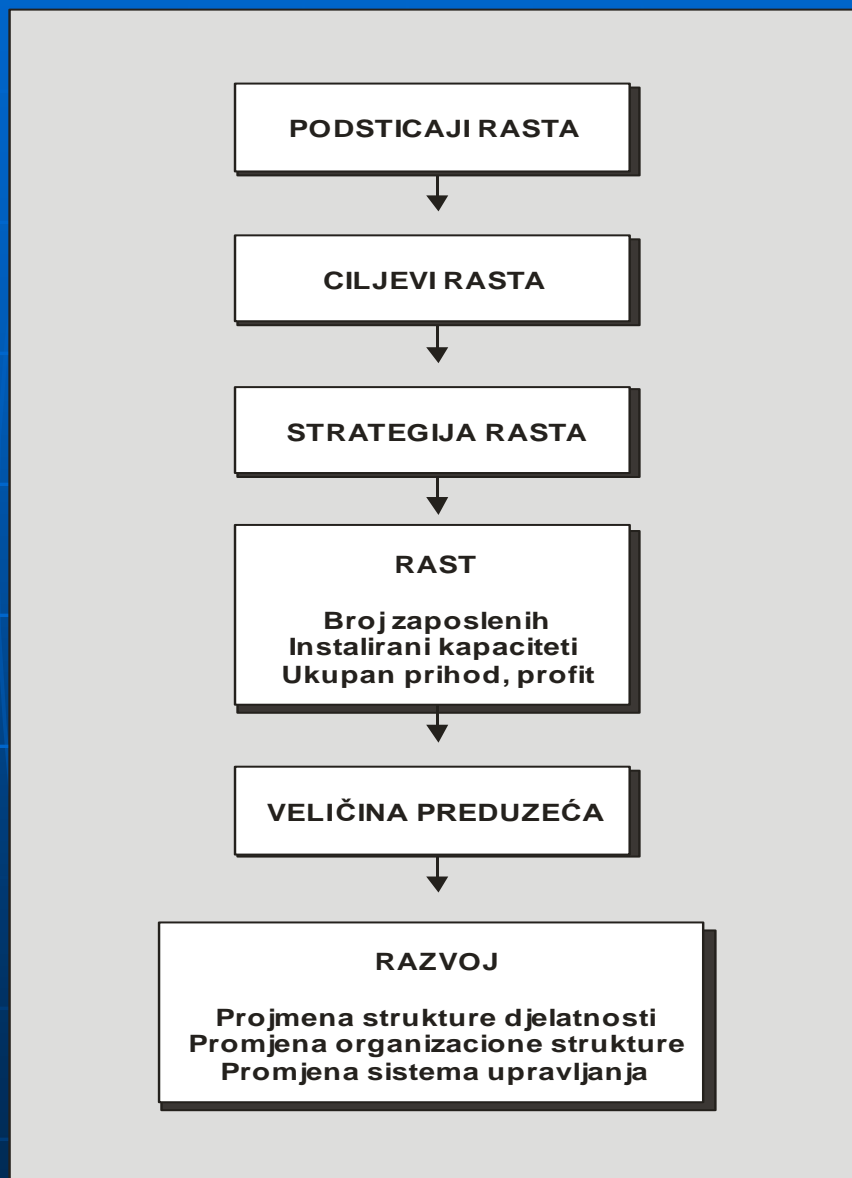 PODSTICAJI RASTA
CILJEVI RASTA
STRATEGIJA RASTA
RAST
Broj zaposlenih
Instalirani kapaciteti
Ukupan prihod, profit
VELIČINA PREDUZEĆA
RAZVOJ
Projmena strukture djelatnosti
Promjena organizacione strukture
Promjena sistema upravljanja